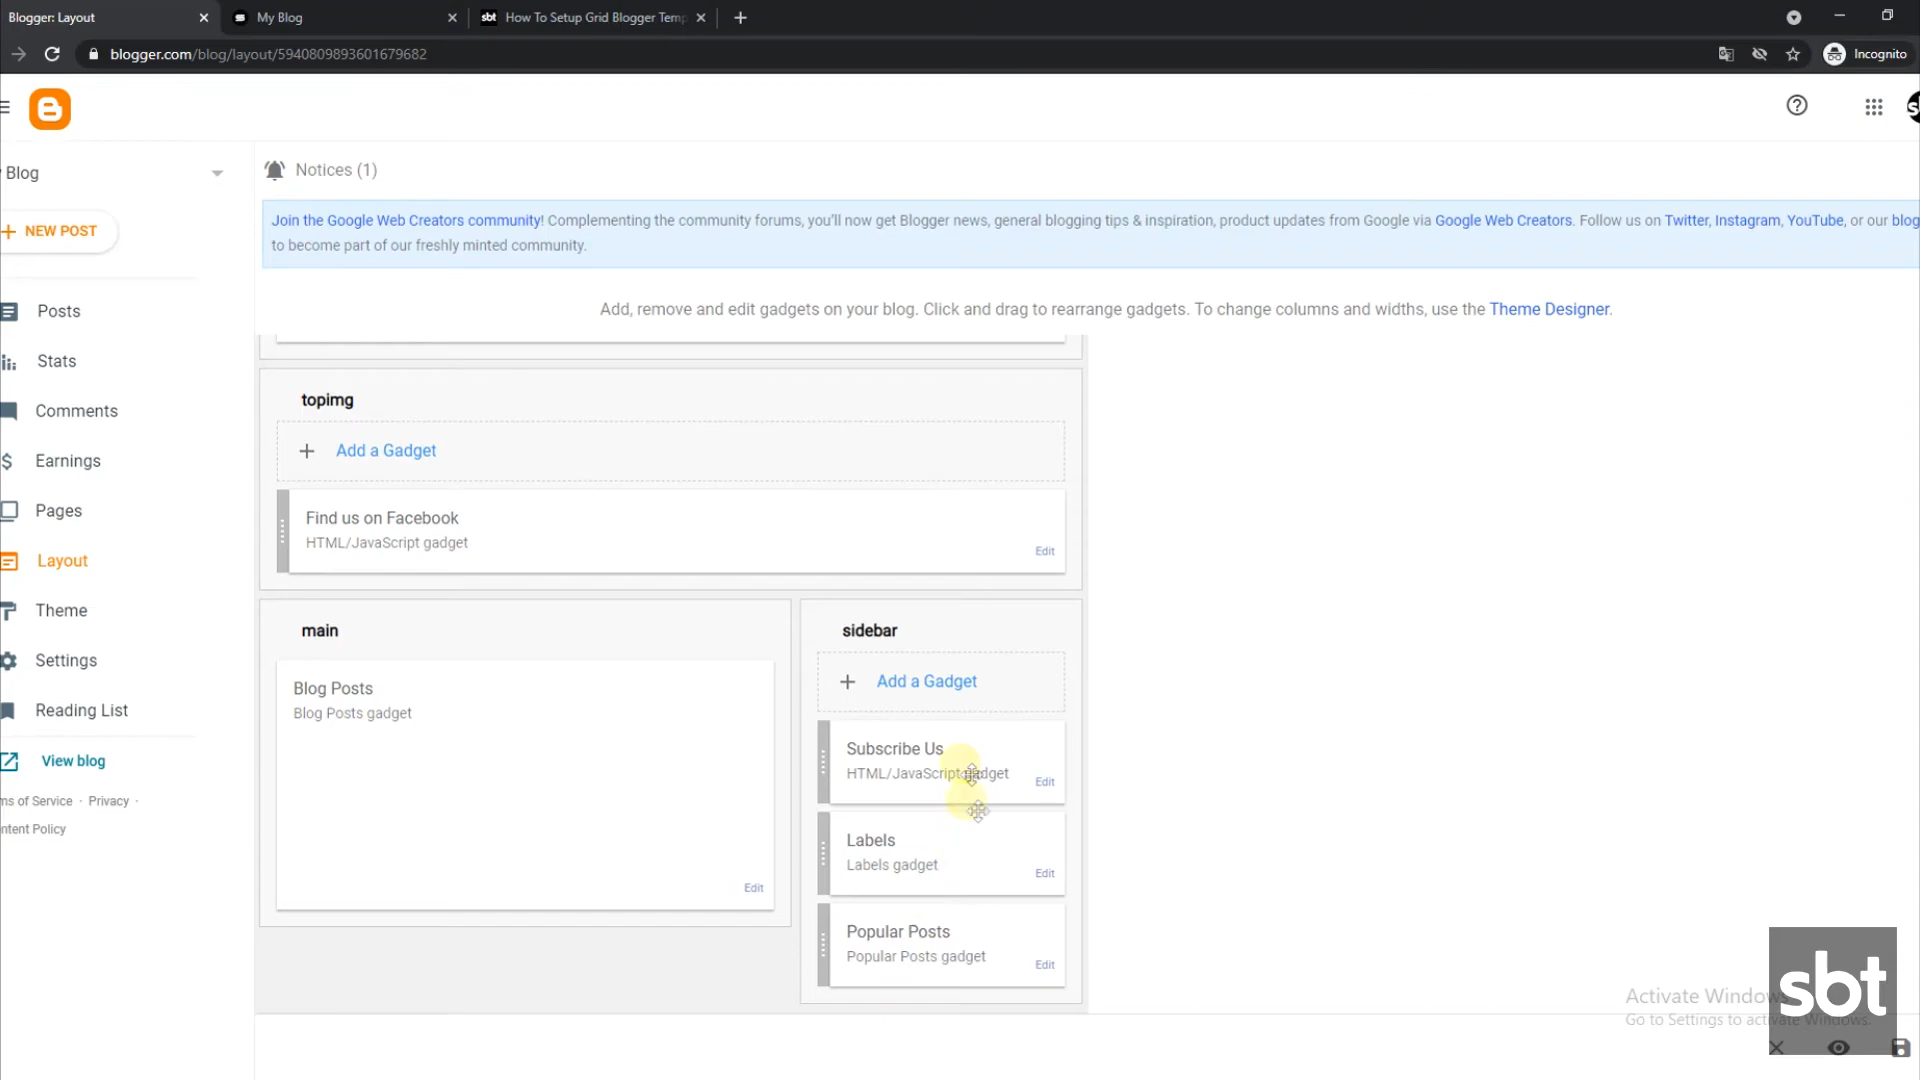 Blogger: Layout
My Blog
sbt How To Setup Grid Blogger Temp
blogger.com/blog/layout/5940809893601679682
Incognito
Blog
Notices (1)
Join the Google Web Creators community! Complementing the community forums, you'll now get Blogger news, general blogging tips & inspiration, product updates from Google via Google Web Creators. Follow us on Twitter, Instagram, YouTube, or our blog
to become part of our freshly minted community.
NEW POST
Add, remove and edit gadgets on your blog. Click and drag to rearrange gadgets. To change columns and widths, use the Theme Designer.
Posts
Stats
Comments
Earnings
Pages
Layout
Theme
Settings
Reading List
View blog
ms of Service · Privacy ·
ntent Policy
topimg
Add a Gadget
Find us on Facebook
HTML/JavaScript gadget
Edit
main
Blog Posts
Blog Posts gadget
Edit
sidebar
Add a Gadget
Subscribe Us
HTML/JavaScript gadget
Edit
Labels
Labels gadget
Edit
Popular Posts
Popular Posts gadget
Edit
Activate Windows
Go to Settings to activate Windows.
sbt